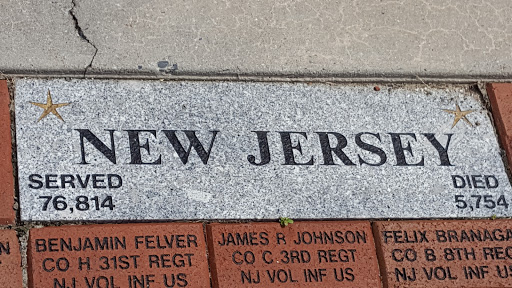 NEW JERSEY
SERVED
76,814
DIED
5,754
BENJAMIN FELVER
CO H 31ST REGT
NJ VOL INF US
JAMES R JOHNSON
CO C 3RD REGT
NJ VOL INF US
FELIX BRANAGA
CO B 8TH REG
NJ VOL INF US